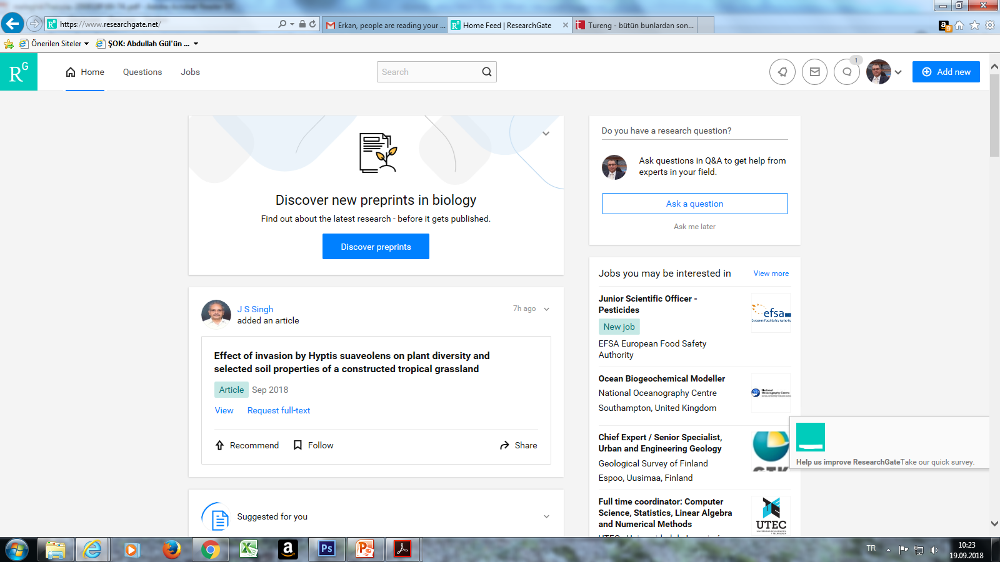 https://www.researchgate.net/
Erkan, people are reading your ...
Home Feed | ResearchGate
Tureng - bütün bunlardan son...
Önerilen Siteler
ŞOK: Abdullah Gül'ün ...
RG
Home
Questions
Jobs
Search
1
Add new
Discover new preprints in biology
Find out about the latest research - before it gets published.
Discover preprints
J S Singh
added an article
7h ago
Effect of invasion by Hyptis suaveolens on plant diversity and
selected soil properties of a constructed tropical grassland
Article Sep 2018
View Request full-text
Recommend Follow Share
Suggested for you
Do you have a research question?
Ask questions in Q&A to get help from
experts in your field.
Ask a question
Ask me later
Jobs you may be interested in
View more
Junior Scientific Officer -
Pesticides
New job
EFSA European Food Safety
Authority
efsa
European Food Safety Authority
Ocean Biogeochemical Modeller
National Oceanography Centre
Southampton, United Kingdom
National
Oceanography Centre
Chief Expert / Senior Specialist,
Urban and Engineering Geology
Geological Survey of Finland
Espoo, Uusimaa, Finland
GTK
Full time coordinator: Computer
Science, Statistics, Linear Algebra
and Numerical Methods
UTEC
Help us improve ResearchGateTake our quick survey.
TR
10:23
19.09.2018